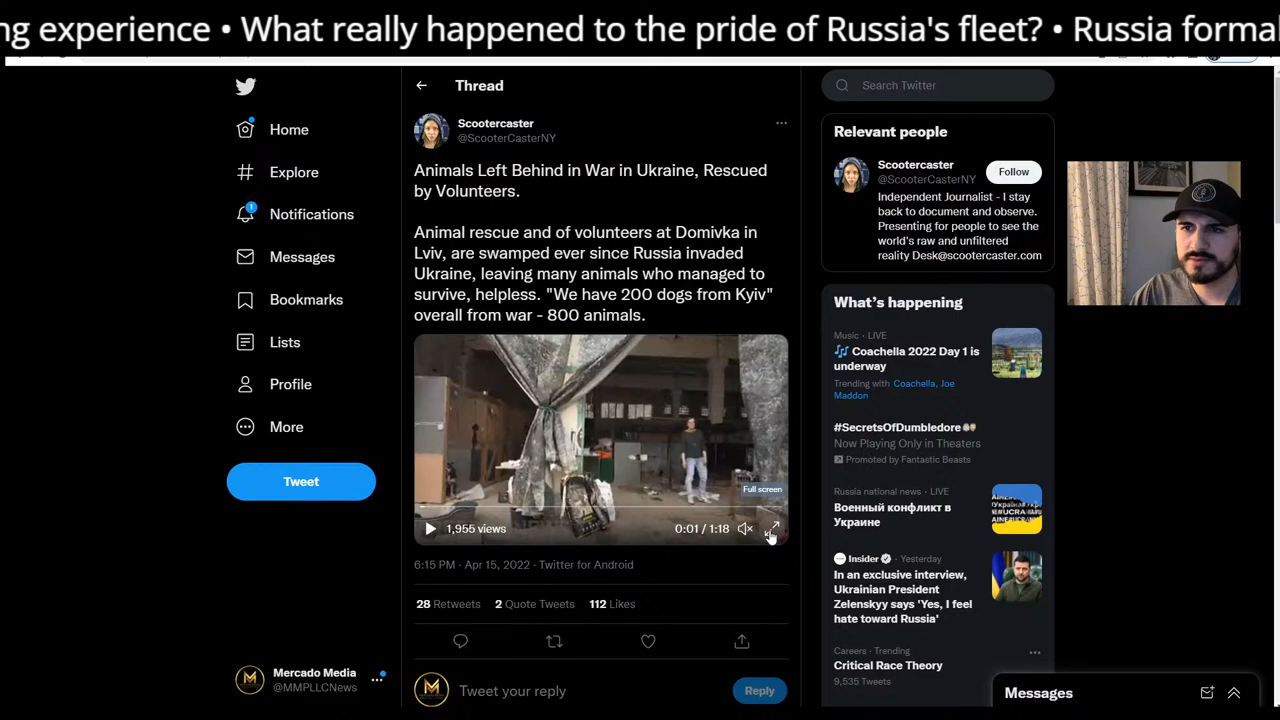 ng experience • What really happened to the pride of Russia's fleet? • Russia forma
Home
Explore
Notifications
1
Messages
Bookmarks
Lists
Profile
More
Tweet
Mercado Media
@MMPLLCNews
Thread
Scootercaster
@ScooterCasterNY
Animals Left Behind in War in Ukraine, Rescued
by Volunteers.
Animal rescue and of volunteers at Domivka in
Lviv, are swamped ever since Russia invaded
Ukraine, leaving many animals who managed to
survive, helpless. "We have 200 dogs from Kyiv"
overall from war - 800 animals.
Full screen
1,955 views
0:01 / 1:18
6:15 PM · Apr 15, 2022 · Twitter for Android
28 Retweets 2 Quote Tweets 112 Likes
Tweet your reply
Reply
Search Twitter
Relevant people
Scootercaster
@ScooterCasterNY
Follow
Independent Journalist - I stay
back to document and observe.
Presenting for people to see the
world's raw and unfiltered
reality Desk@scootercaster.com
What's happening
Music · LIVE
Coachella 2022 Day 1 is
underway
Trending with Coachella, Joe
Maddon
#SecretsOfDumbledore
Now Playing Only in Theaters
Promoted by Fantastic Beasts
Russia national news · LIVE
Военный конфликт в
Украине
Insider · Yesterday
In an exclusive interview,
Ukrainian President
Zelenskyy says 'Yes, I feel
hate toward Russia'
Careers · Trending
Critical Race Theory
9,535 Tweets
Messages